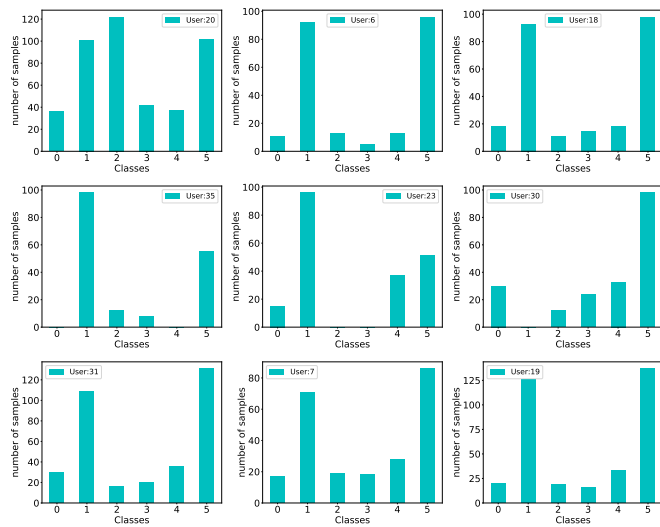 number of samples
120
100
80
60
40
20
0
User:20
0 1 2 3 4 5
Classes
number of samples
100
80
60
40
20
0
User:6
0 1 2 3 4 5
Classes
number of samples
100
80
60
40
20
0
User:18
0 1 2 3 4 5
Classes
number of samples
100
80
60
40
20
0
User:35
0 1 2 3 4 5
Classes
number of samples
100
80
60
40
20
0
User:23
0 1 2 3 4 5
Classes
number of samples
100
80
60
40
20
0
User:30
0 1 2 3 4 5
Classes
number of samples
120
100
80
60
40
20
0
User:31
0 1 2 3 4 5
Classes
number of samples
80
60
40
20
0
User:7
0 1 2 3 4 5
Classes
number of samples
125
100
75
50
25
0
User:19
0 1 2 3 4 5
Classes